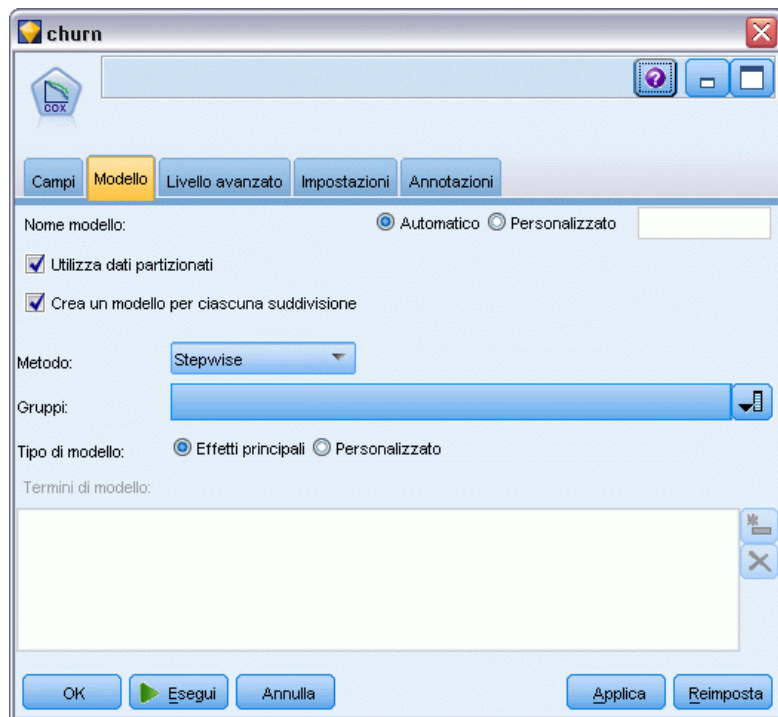 churn
?
COX
Campi Modello Livello avanzato Impostazioni Annotazioni
Nome modello: Automatico Personalizzato
Utilizza dati partizionati
Crea un modello per ciascuna suddivisione
Metodo: Stepwise
Gruppi:
Tipo di modello: Effetti principali Personalizzato
Termini di modello:
OK Esegui Annulla Applica Reimposta